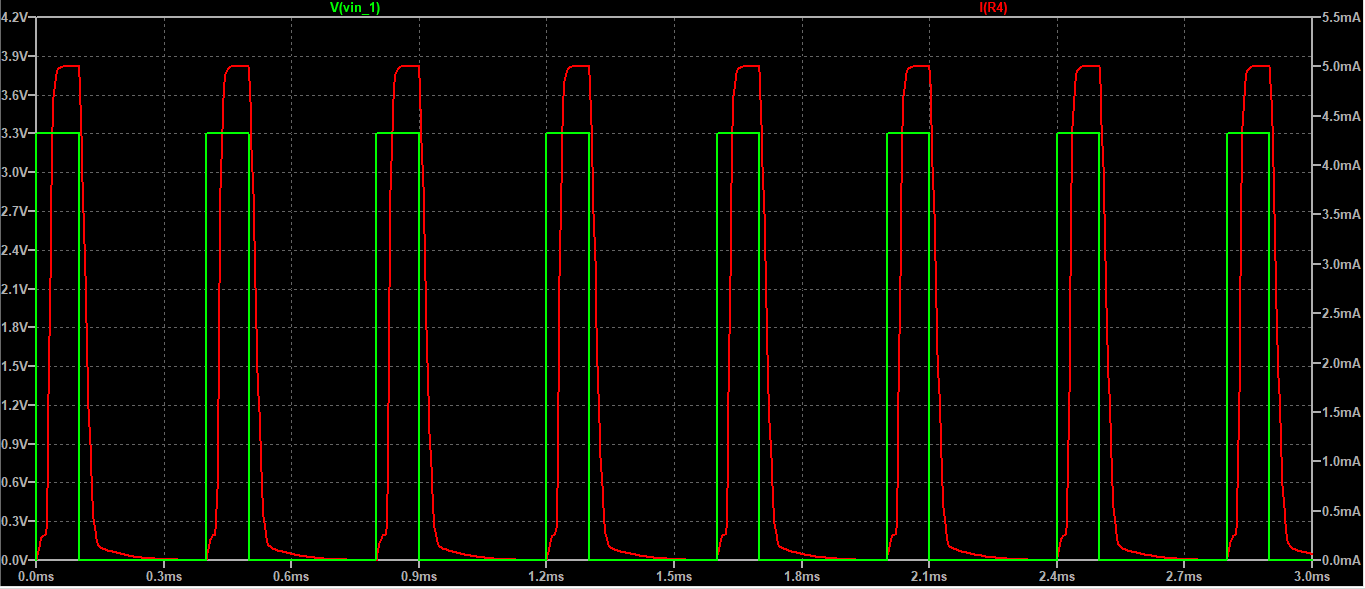 V(vin_1) I(R4)
4.2V 5.5mA
3.9V 5.0mA
3.6V 4.5mA
3.3V 4.0mA
3.0V 3.5mA
2.7V 3.0mA
2.4V 2.5mA
2.1V 2.0mA
1.8V 1.5mA
1.5V 1.0mA
1.2V 0.5mA
0.9V 0.0mA
0.6V
0.3V
0.0V
0.0ms 0.3ms 0.6ms 0.9ms 1.2ms 1.5ms 1.8ms 2.1ms 2.4ms 2.7ms 3.0ms